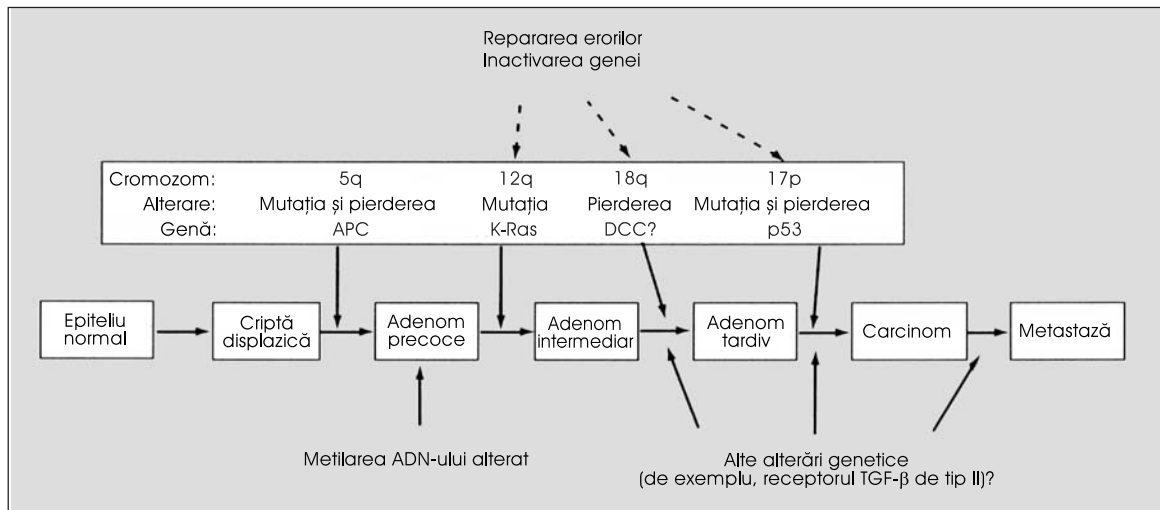 Repararea erorilor
Inactivarea genei
Cromozom: 5q 12q 18q 17p
Alterare: Mutația și pierderea Mutația Pierderea Mutația și pierderea
Genă: APC K-Ras DCC? p53
Epiteliu
normal
Criptă
displazică
Adenom
precoce
Adenom
intermediar
Adenom
tardiv
Carcinom
Metastază
Metilarea ADN-ului alterat
Alte alterări genetice
(de exemplu, receptorul TGF-β de tip II)?